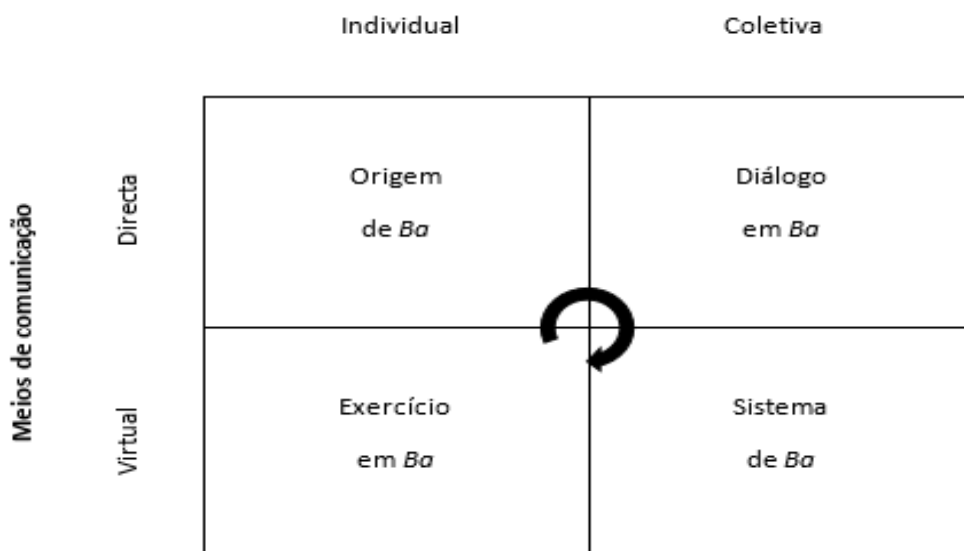 Individual
Coletiva
Meios de comunicação
Directa
Origem
de Ba
Diálogo
em Ba
Virtual
Exercício
em Ba
Sistema
de Ba